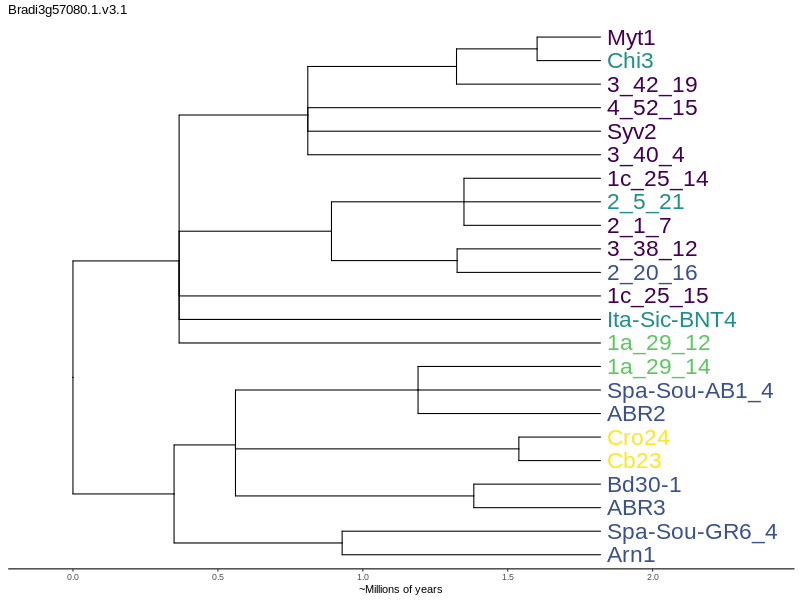 Bradi3g57080.1.v3.1
Myt1
Chi3
3_42_19
4_52_15
Syv2
3_40_4
1c_25_14
2_5_21
2_1_7
3_38_12
2_20_16
1c_25_15
Ita-Sic-BNT4
1a_29_12
1a_29_14
Spa-Sou-AB1_4
ABR2
Cro24
Cb23
Bd30-1
ABR3
Spa-Sou-GR6_4
Arn1
0.0 0.5 1.0 1.5 2.0
~Millions of years